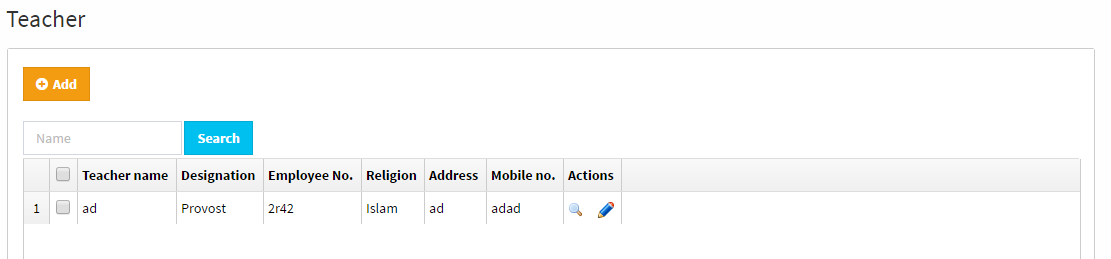 Teacher
Add
Name Search
Teacher name Designation Employee No. Religion Address Mobile no. Actions
1 ad Provost 2r42 Islam ad adad